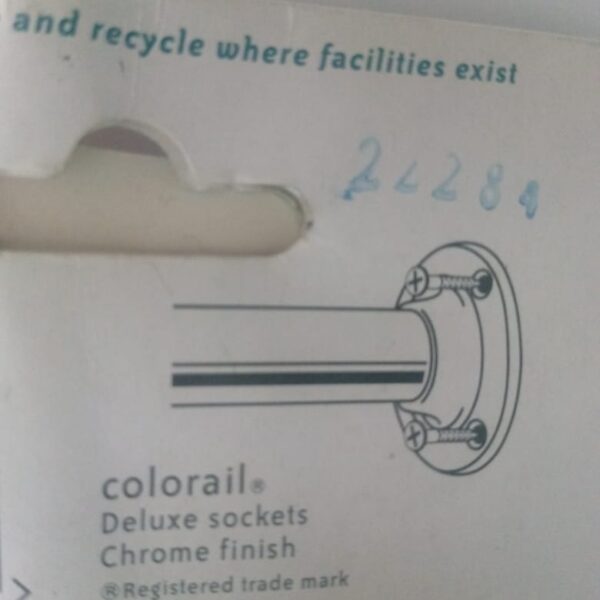 and recycle where facilities exist
colorail®
Deluxe sockets
Chrome finish
®Registered trade mark